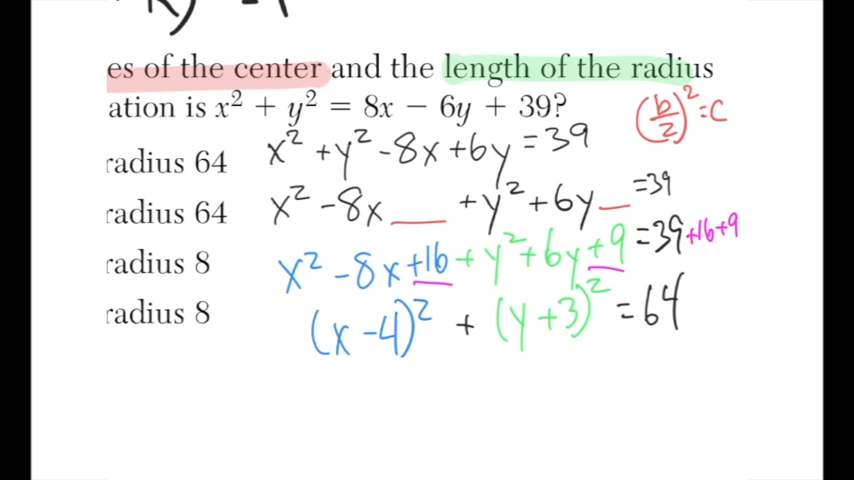 es of the center and the length of the radius
ation is x² + y² = 8x − 6y + 39?
(b/2)² = C
radius 64
x² + y² - 8x + 6y = 39
radius 64
x² - 8x __ + y² + 6y __ = 39
radius 8
x² - 8x + 16 + y² + 6y + 9 = 39 + 16 + 9
radius 8
(x - 4)² + (y + 3)² = 64